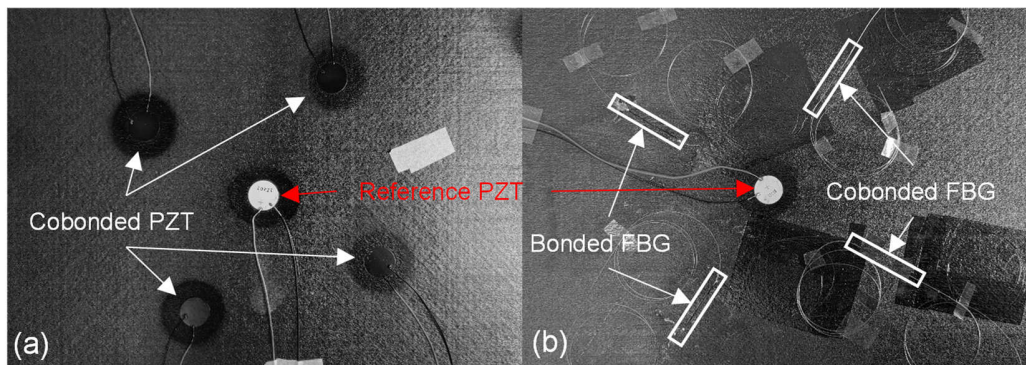 Cobonded PZT
Reference PZT
(a)
Bonded FBG
Cobonded FBG
(b)